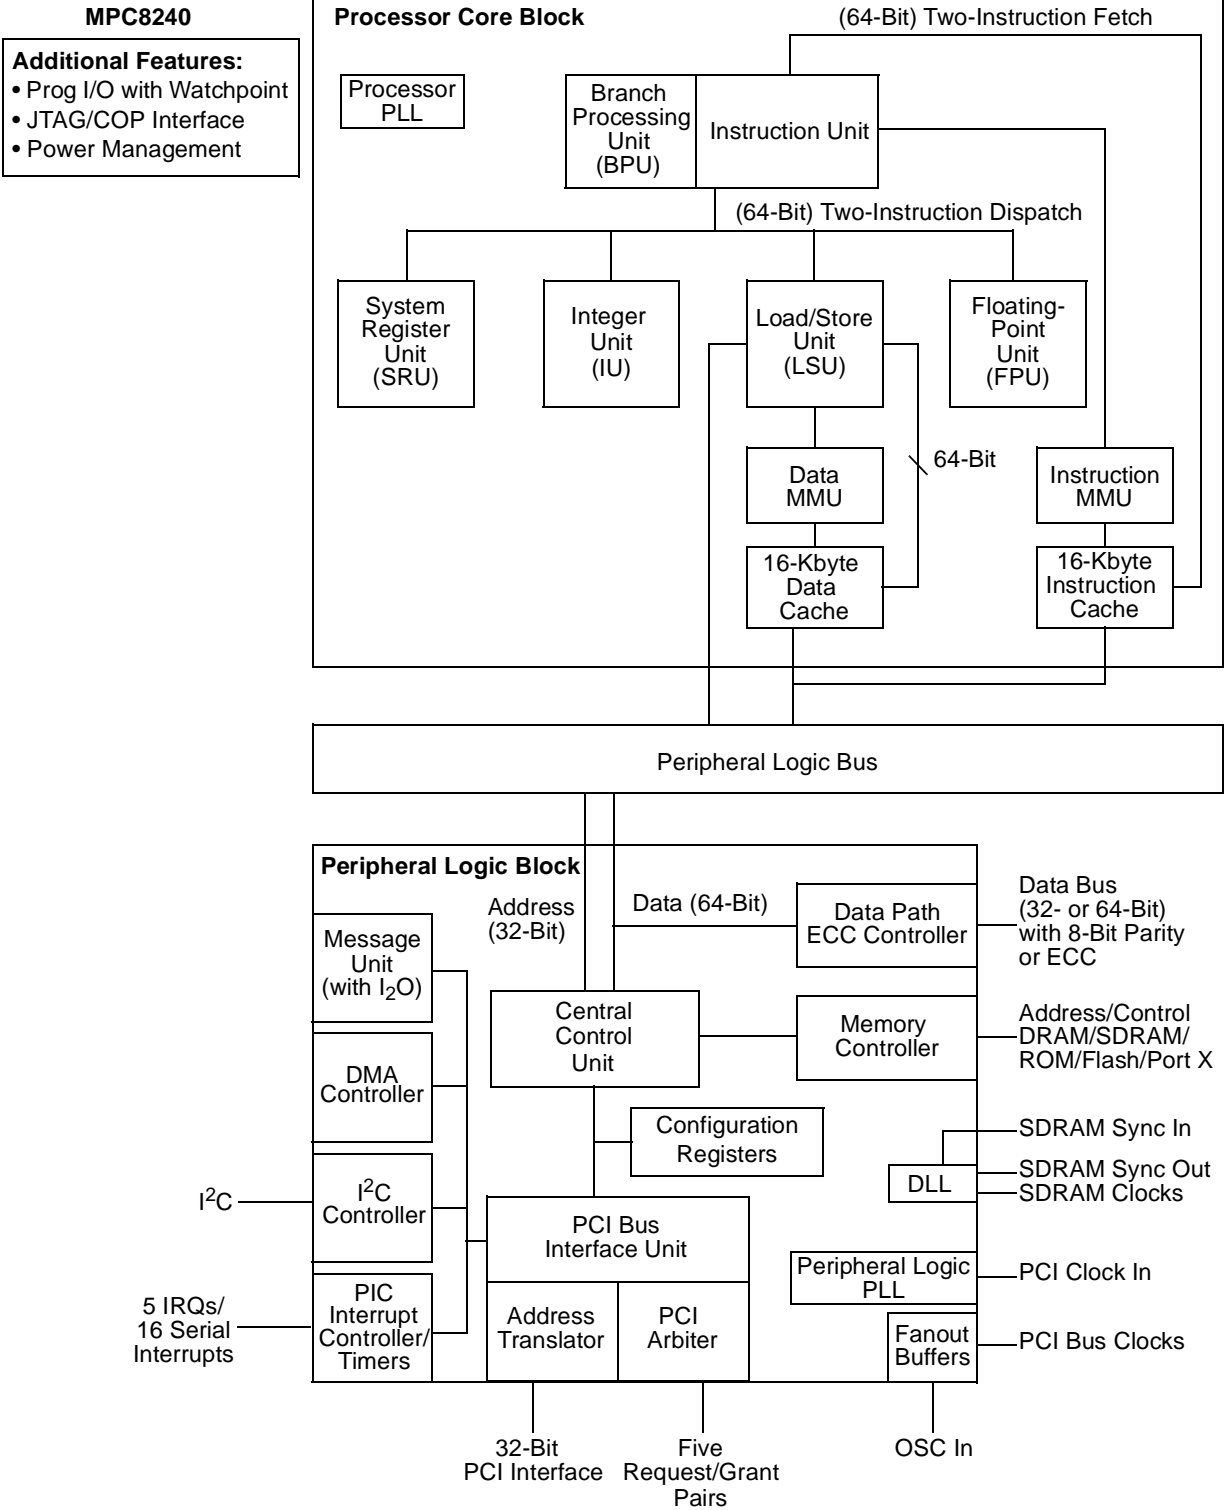 MPC8240
Additional Features:
• Prog I/O with Watchpoint
• JTAG/COP Interface
• Power Management
Processor Core Block
(64-Bit) Two-Instruction Fetch
Processor
PLL
Branch
Processing
Unit
(BPU)
Instruction Unit
(64-Bit) Two-Instruction Dispatch
System
Register
Unit
(SRU)
Integer
Unit
(IU)
Load/Store
Unit
(LSU)
Floating-
Point
Unit
(FPU)
64-Bit
Data
MMU
Instruction
MMU
16-Kbyte
Data
Cache
16-Kbyte
Instruction
Cache
Peripheral Logic Bus
Peripheral Logic Block
Address
(32-Bit)
Data (64-Bit)
Data Path
ECC Controller
Data Bus
(32- or 64-Bit)
with 8-Bit Parity
or ECC
Message
Unit
(with I2O)
Central
Control
Unit
Memory
Controller
Address/Control
DRAM/SDRAM/
ROM/Flash/Port X
DMA
Controller
Configuration
Registers
SDRAM Sync In
DLL
SDRAM Sync Out
SDRAM Clocks
I2C
I2C
Controller
PCI Bus
Interface Unit
Peripheral Logic
PLL
PCI Clock In
5 IRQs/
16 Serial
Interrupts
PIC
Interrupt
Controller/
Timers
Address
Translator
PCI
Arbiter
Fanout
Buffers
PCI Bus Clocks
32-Bit
PCI Interface
Five
Request/Grant
Pairs
OSC In